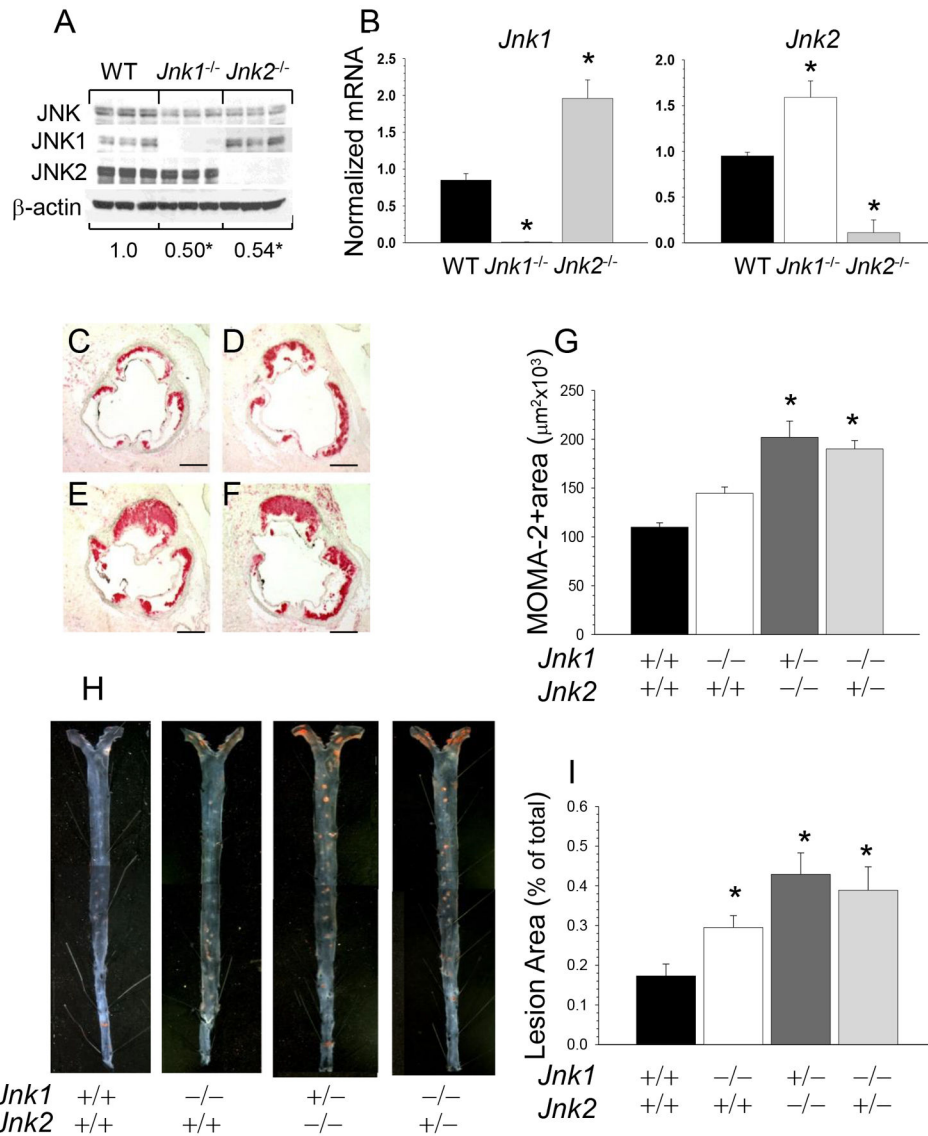 A
WT Jnk1-/- Jnk2-/-
JNK
JNK1
JNK2
β-actin
1.0 0.50* 0.54*
B
Jnk1
Normalized mRNA
2.5
2.0
1.5
1.0
0.5
0.0
*
*
WT Jnk1-/- Jnk2-/-
Jnk2
2.0
1.5
1.0
0.5
0.0
*
*
WT Jnk1-/- Jnk2-/-
C
D
E
F
G
MOMA-2+area (μm²x10³)
250
200
150
100
50
0
* *
Jnk1 +/+ −/− +/− −/−
Jnk2 +/+ +/+ −/− +/−
H
Jnk1 +/+ −/− +/− −/−
Jnk2 +/+ +/+ −/− +/−
I
Lesion Area (% of total)
0.6
0.5
0.4
0.3
0.2
0.1
0.0
* * *
Jnk1 +/+ −/− +/− −/−
Jnk2 +/+ +/+ −/− +/−